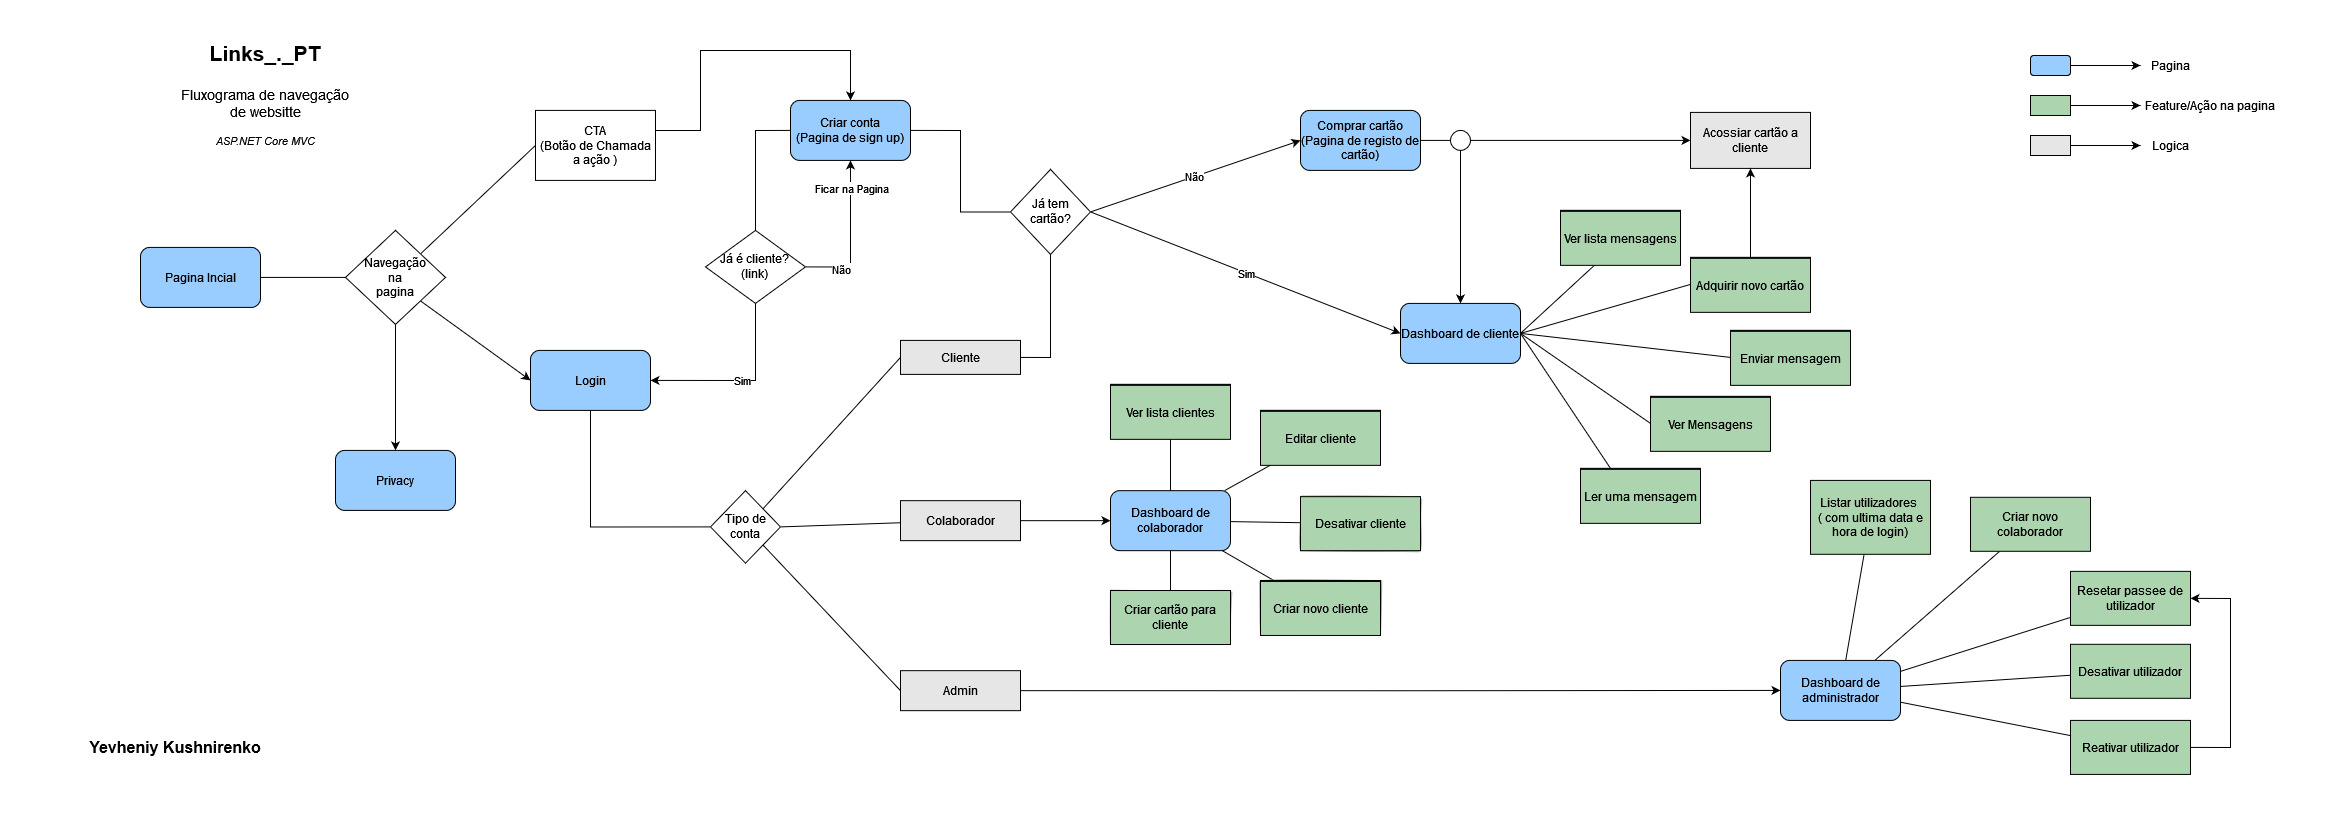 Links_._PT
Fluxograma de navegação
de websitte
ASP.NET Core MVC
Pagina
Feature/Ação na pagina
Logica
CTA
(Botão de Chamada
a ação )
Criar conta
(Pagina de sign up)
Ficar na Pagina
Comprar cartão
(Pagina de registo de
cartão)
Acossiar cartão a
cliente
Não
Já tem
cartão?
Sim
Pagina Incial
Navegação
na
pagina
Já é cliente?
(link)
Não
Sim
Login
Privacy
Ver lista mensagens
Adquirir novo cartão
Dashboard de cliente
Enviar mensagem
Ver Mensagens
Ler uma mensagem
Cliente
Tipo de
conta
Colaborador
Admin
Ver lista clientes
Editar cliente
Dashboard de
colaborador
Desativar cliente
Criar cartão para
cliente
Criar novo cliente
Listar utilizadores
( com ultima data e
hora de login)
Criar novo
colaborador
Resetar passee de
utilizador
Dashboard de
administrador
Desativar utilizador
Reativar utilizador
Yevheniy Kushnirenko